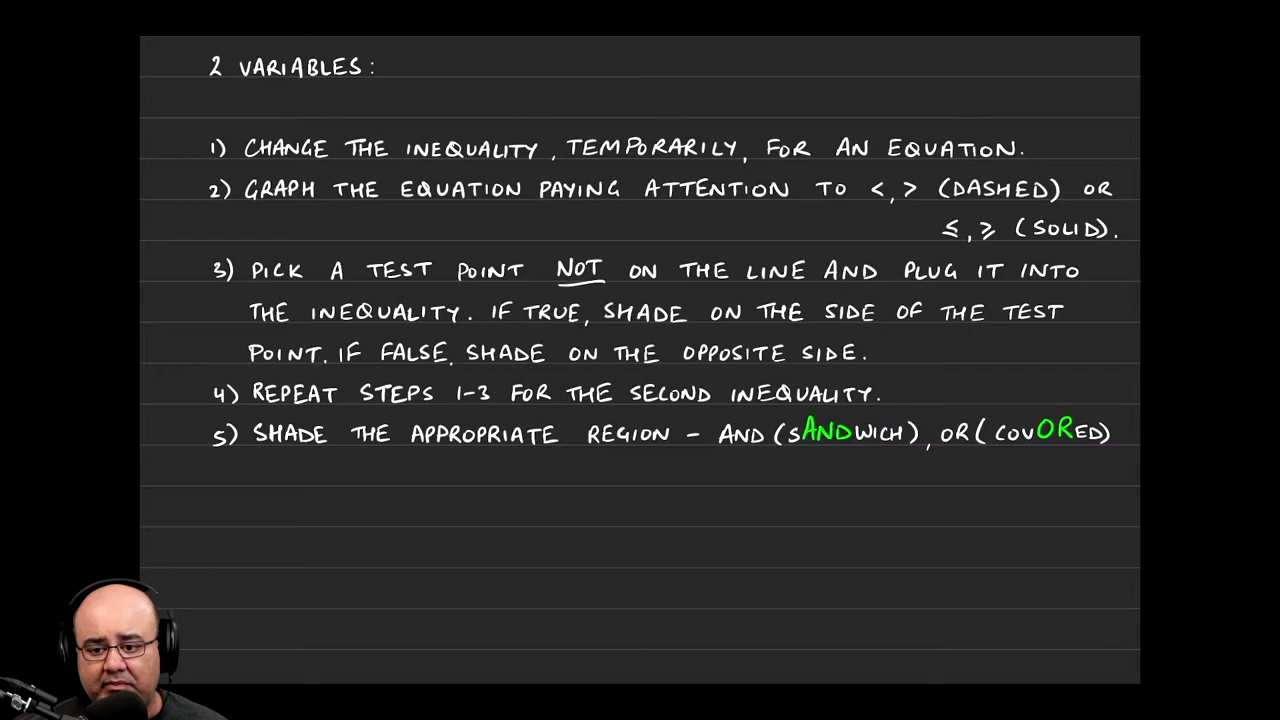 2 VARIABLES:
1) CHANGE THE INEQUALITY, TEMPORARILY, FOR AN EQUATION.
2) GRAPH THE EQUATION PAYING ATTENTION TO <, > (DASHED) OR
≤, ≥ (SOLID).
3) PICK A TEST POINT NOT ON THE LINE AND PLUG IT INTO
THE INEQUALITY. IF TRUE, SHADE ON THE SIDE OF THE TEST
POINT. IF FALSE, SHADE ON THE OPPOSITE SIDE.
4) REPEAT STEPS 1-3 FOR THE SECOND INEQUALITY.
5) SHADE THE APPROPRIATE REGION - AND (SANDWICH), OR (COVORED)